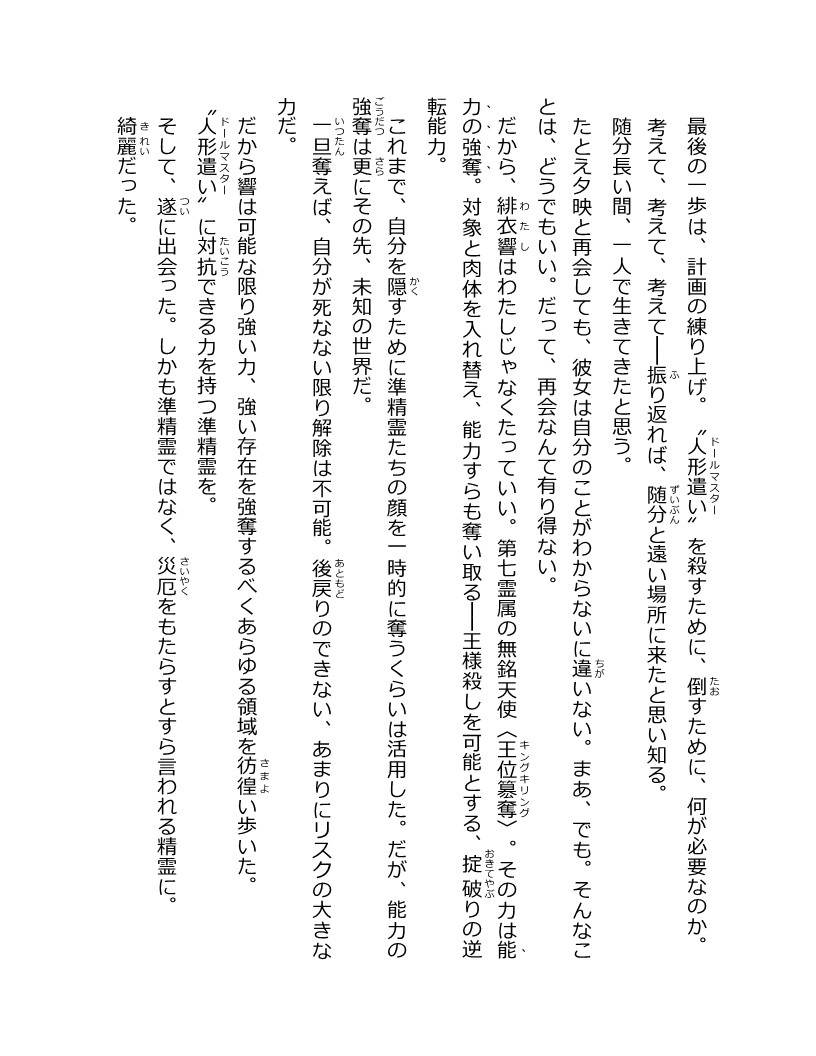 最後の一歩は、計画の練り上げ。〝人形遣い〟を殺すために、倒すために、何が必要なのか。
考えて、考えて、考えて──振り返れば、随分と遠い場所に来たと思い知る。
随分長い間、一人で生きてきたと思う。
たとえ夕映と再会しても、彼女は自分のことがわからないに違いない。まあ、でも。そんなこ
とは、どうでもいい。だって、再会なんて有り得ない。
だから、緋衣響はわたしじゃなくたっていい。第七霊属の無銘天使〈王位簒奪〉。その力は能
力の強奪。対象と肉体を入れ替え、能力すらも奪い取る──王様殺しを可能とする、掟破りの逆
転能力。
これまで、自分を隠すために準精霊たちの顔を一時的に奪うくらいは活用した。だが、能力の
強奪は更にその先、未知の世界だ。
一旦奪えば、自分が死なない限り解除は不可能。後戻りのできない、あまりにリスクの大きな
力だ。
だから響は可能な限り強い力、強い存在を強奪するべくあらゆる領域を彷徨い歩いた。
〝人形遣い〟に対抗できる力を持つ準精霊を。
そして、遂に出会った。しかも準精霊ではなく、災厄をもたらすとすら言われる精霊に。
綺麗だった。